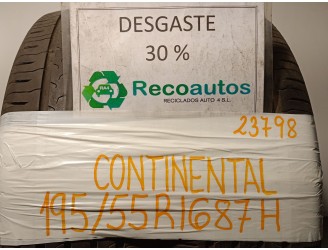 DESGASTE
30 %
Recoautos
RECICLADOS AUTO 4 S.L.
23798
CONTINENTAL
195/55R1687H